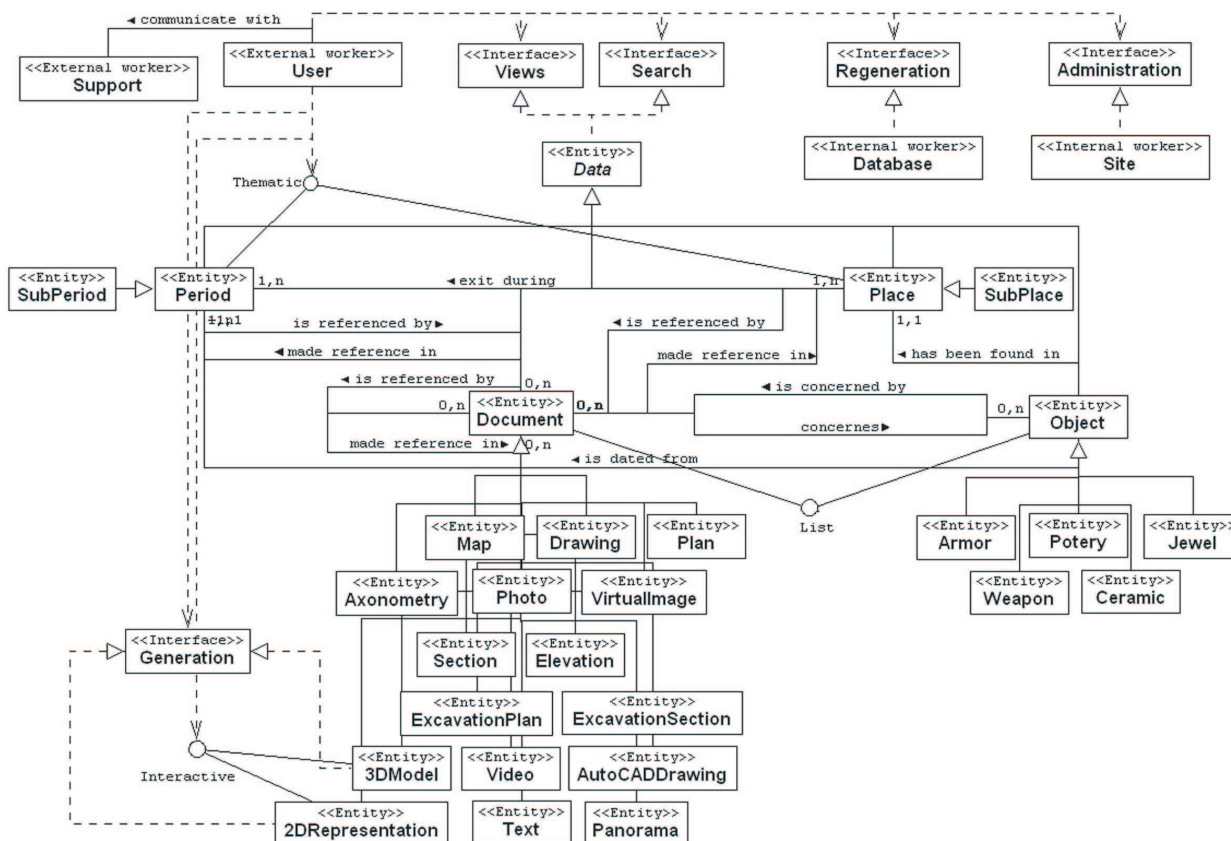 ◄ communicate with
<<External worker>>
Support
<<External worker>>
User
<<Interface>>
Views
<<Interface>>
Search
<<Interface>>
Regeneration
<<Interface>>
Administration
<<Entity>>
Data
<<Internal worker>>
Database
<<Internal worker>>
Site
Thematic
<<Entity>>
SubPeriod
<<Entity>>
Period
1,n
◄ exit during
1,n
<<Entity>>
Place
<<Entity>>
SubPlace
is referenced by ►
◄ is referenced by
1,1
◄ made reference in
made reference in ►
◄ has been found in
◄ is referenced by
0,n
◄ is concerned by
0,n
<<Entity>>
Document
0,n
0,n
<<Entity>>
Object
concernes ►
made reference in ►
0,n
◄ is dated from
List
<<Entity>>
Map
<<Entity>>
Drawing
<<Entity>>
Plan
<<Entity>>
Armor
<<Entity>>
Potery
<<Entity>>
Jewel
<<Entity>>
Axonometry
<<Entity>>
Photo
<<Entity>>
VirtualImage
<<Entity>>
Weapon
<<Entity>>
Ceramic
<<Interface>>
Generation
<<Entity>>
Section
<<Entity>>
Elevation
<<Entity>>
ExcavationPlan
<<Entity>>
ExcavationSection
Interactive
<<Entity>>
3DModel
<<Entity>>
Video
<<Entity>>
AutoCADDrawing
<<Entity>>
2DRepresentation
<<Entity>>
Text
<<Entity>>
Panorama